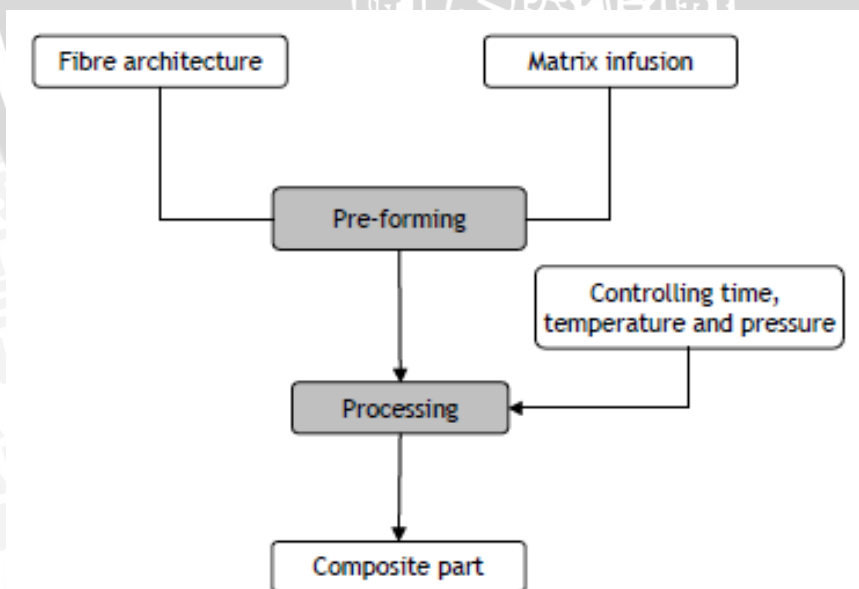 Fibre architecture
Matrix infusion
Pre-forming
Controlling time,
temperature and pressure
Processing
Composite part